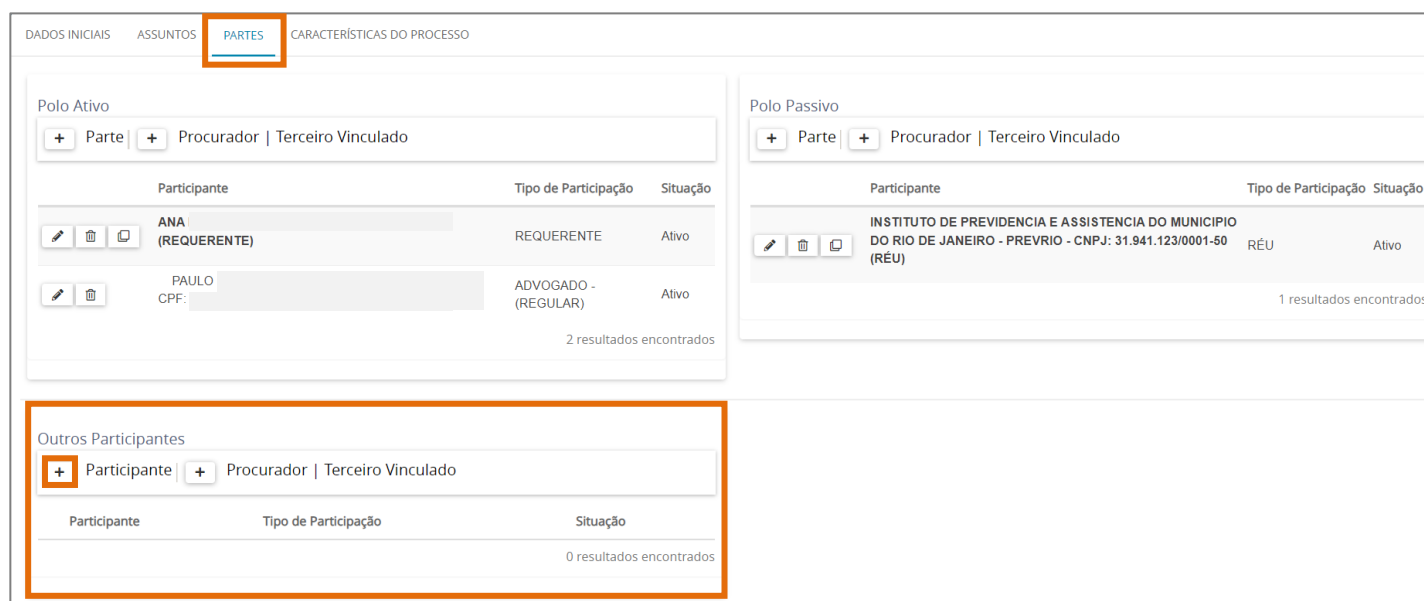 DADOS INICIAIS ASSUNTOS PARTES CARACTERÍSTICAS DO PROCESSO
Polo Ativo
+ Parte | + Procurador | Terceiro Vinculado
Participante Tipo de Participação Situação
ANA
(REQUERENTE) REQUERENTE Ativo
PAULO
CPF: ADVOGADO -
(REGULAR) Ativo
2 resultados encontrados
Polo Passivo
+ Parte | + Procurador | Terceiro Vinculado
Participante Tipo de Participação Situação
INSTITUTO DE PREVIDENCIA E ASSISTENCIA DO MUNICIPIO
DO RIO DE JANEIRO - PREVRIO - CNPJ: 31.941.123/0001-50
(RÉU) RÉU Ativo
1 resultados encontrados
Outros Participantes
+ Participante | + Procurador | Terceiro Vinculado
Participante Tipo de Participação Situação
0 resultados encontrados